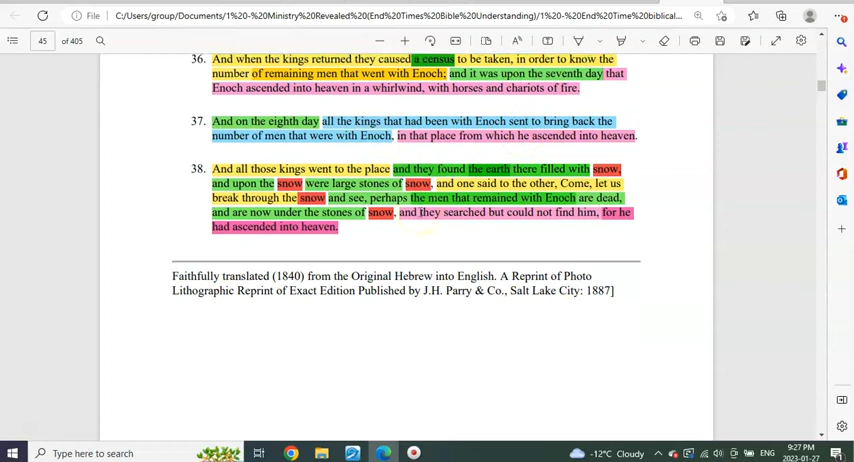 File
C:/Users/group/Documents/1%20-%20Ministry%20Revealed%20(End%20Times%20Bible%20Understanding)/1%20-%20END%20Time%20biblical...
45 of 405
36. And when the kings returned they caused a census to be taken, in order to know the
number of remaining men that went with Enoch; and it was upon the seventh day that
Enoch ascended into heaven in a whirlwind, with horses and chariots of fire.
37. And on the eighth day all the kings that had been with Enoch sent to bring back the
number of men that were with Enoch, in that place from which he ascended into heaven.
38. And all those kings went to the place and they found the earth there filled with snow,
and upon the snow were large stones of snow, and one said to the other, Come, let us
break through the snow and see, perhaps the men that remained with Enoch are dead,
and are now under the stones of snow, and they searched but could not find him, for he
had ascended into heaven.
Faithfully translated (1840) from the Original Hebrew into English. A Reprint of Photo
Lithographic Reprint of Exact Edition Published by J.H. Parry & Co., Salt Lake City: 1887]
Type here to search
-12°C Cloudy
ENG
9:27 PM
2023-01-27